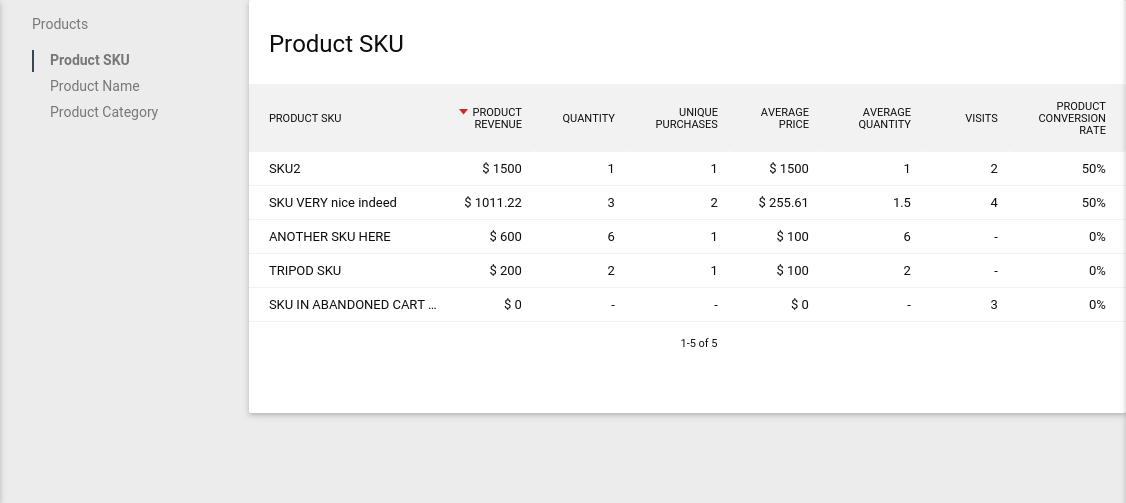 Products
Product SKU
Product Name
Product Category
Product SKU
PRODUCT SKU PRODUCT REVENUE QUANTITY UNIQUE PURCHASES AVERAGE PRICE AVERAGE QUANTITY VISITS PRODUCT CONVERSION RATE
SKU2 $ 1500 1 1 $ 1500 1 2 50%
SKU VERY nice indeed $ 1011.22 3 2 $ 255.61 1.5 4 50%
ANOTHER SKU HERE $ 600 6 1 $ 100 6 - 0%
TRIPOD SKU $ 200 2 1 $ 100 2 - 0%
SKU IN ABANDONED CART ... $ 0 - - $ 0 - 3 0%
1-5 of 5